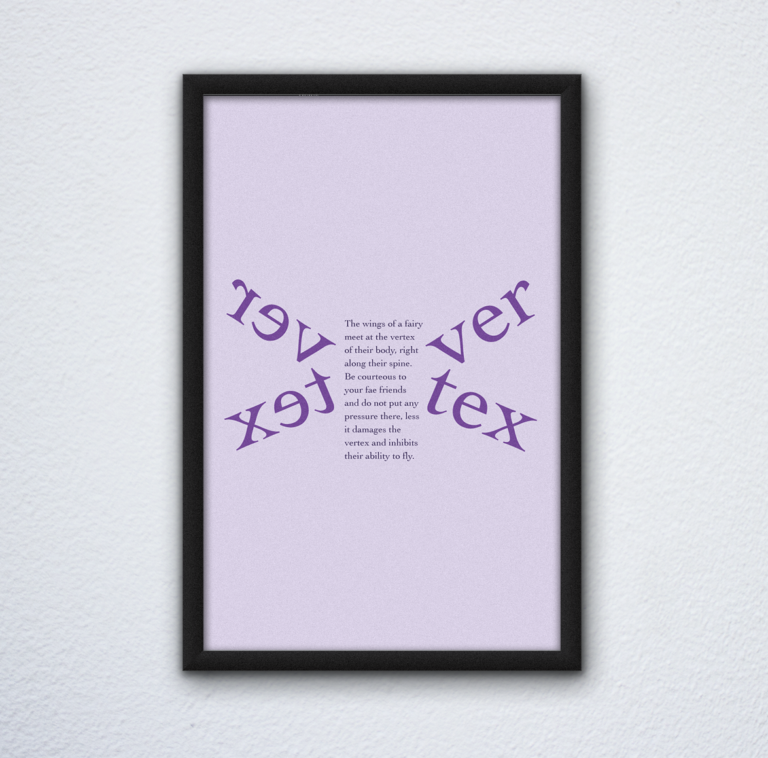 ver
ver
tex
tex
The wings of a fairy
meet at the vertex
of their body, right
along their spine.
Be courteous to
your fae friends
and do not put any
pressure there, less
it damages the
vertex and inhibits
their ability to fly.